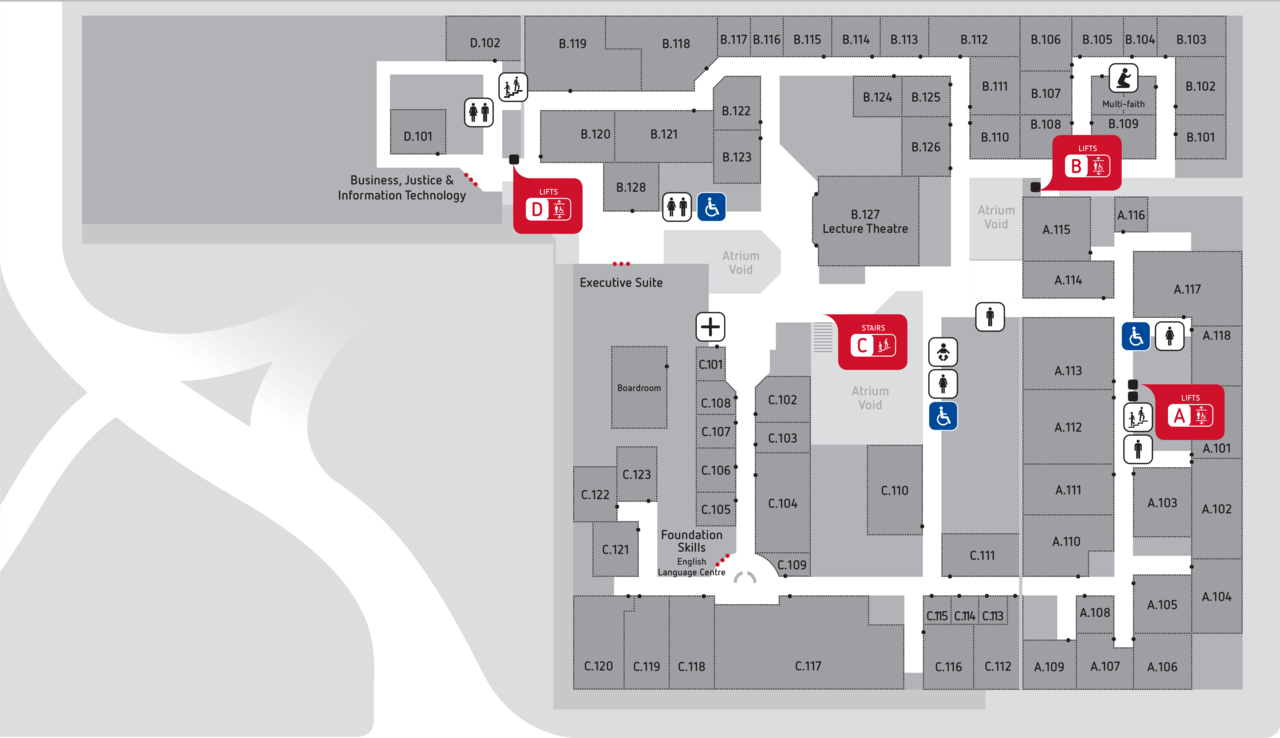 D.102
B.119
B.118
B.117
B.116
B.115
B.114
B.113
B.112
B.106
B.105
B.104
B.103
B.111
B.107
B.102
Multi-faith
B.124
B.125
B.122
D.101
B.120
B.121
B.110
B.108
B.109
B.101
B.126
B.123
LIFTS
B
Business, Justice &
Information Technology
B.128
LIFTS
D
B.127
Lecture Theatre
Atrium
Void
A.115
A.116
Atrium
Void
Executive Suite
A.114
A.117
STAIRS
C
A.118
C.101
Boardroom
A.113
C.108
C.102
Atrium
Void
LIFTS
A
C.107
C.103
A.112
A.101
C.106
C.123
C.122
C.110
A.111
C.105
C.104
A.103
A.102
Foundation
Skills
English
Language Centre
C.121
A.110
C.111
C.109
A.104
A.105
C.115
C.114
C.113
A.108
C.120
C.119
C.118
C.117
C.116
C.112
A.109
A.107
A.106